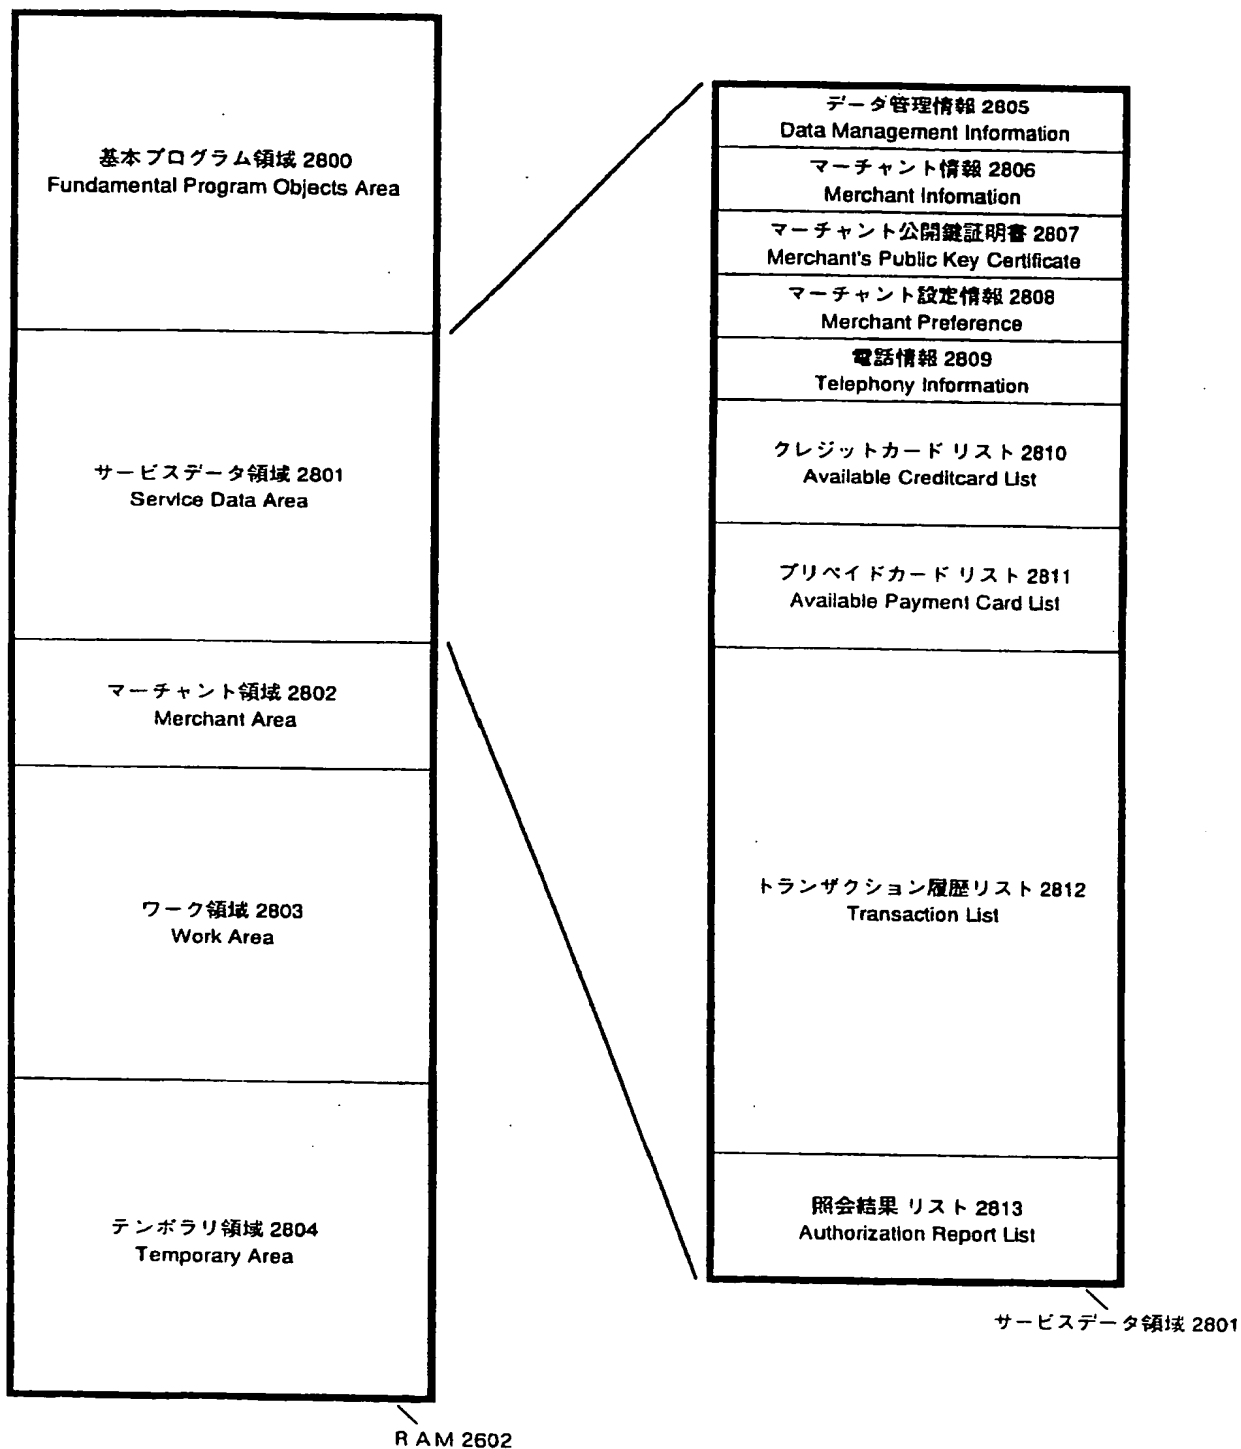 基本プログラム領域 2800
Fundamental Program Objects Area
サービスデータ領域 2801
Service Data Area
マーチャント領域 2802
Merchant Area
ワーク領域 2803
Work Area
テンポラリ領域 2804
Temporary Area
RAM 2602
データ管理情報 2805
Data Management Information
マーチャント情報 2806
Merchant Infomation
マーチャント公開鍵証明書 2807
Merchant's Public Key Certificate
マーチャント設定情報 2808
Merchant Preference
電話情報 2809
Telephony Information
クレジットカード リスト 2810
Available Creditcard List
プリペイドカード リスト 2811
Available Payment Card List
トランザクション履歴リスト 2812
Transaction List
照会結果 リスト 2813
Authorization Report List
サービスデータ領域 2801